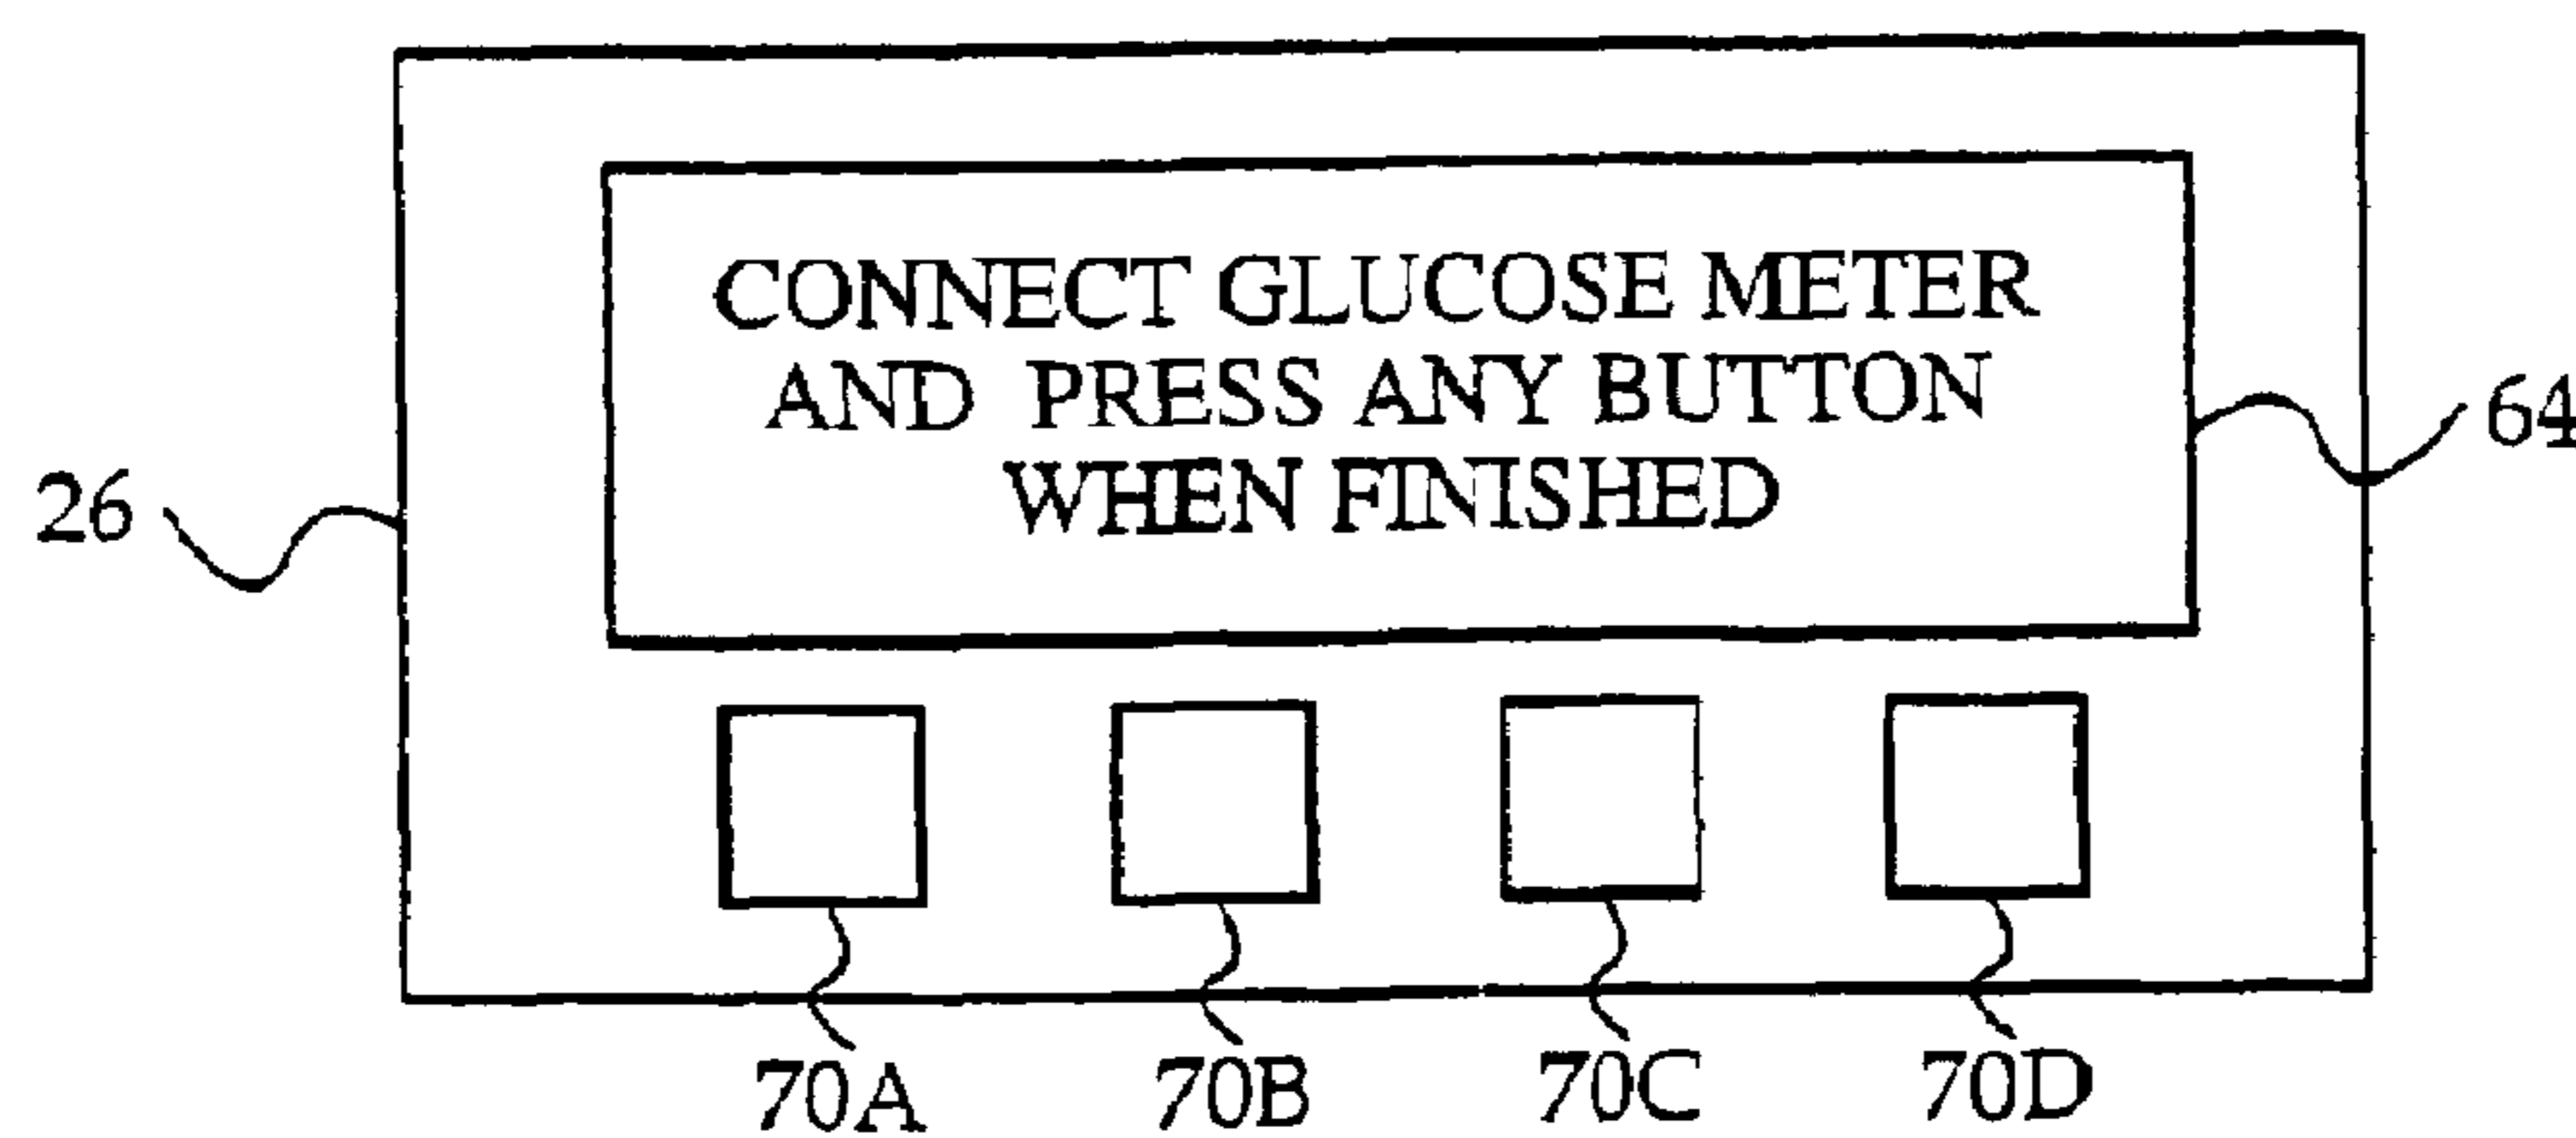 CONNECT GLUCOSE METER
AND PRESS ANY BUTTON
WHEN FINISHED
64
26
70A 70B 70C 70D